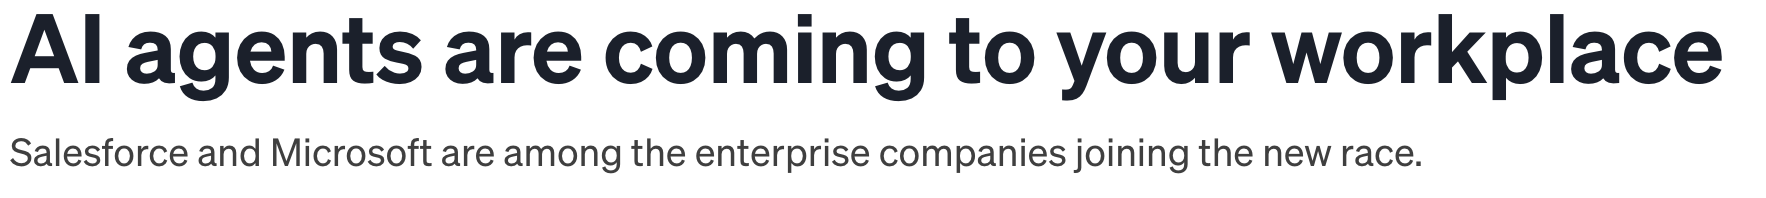 AI agents are coming to your workplace
Salesforce and Microsoft are among the enterprise companies joining the new race.